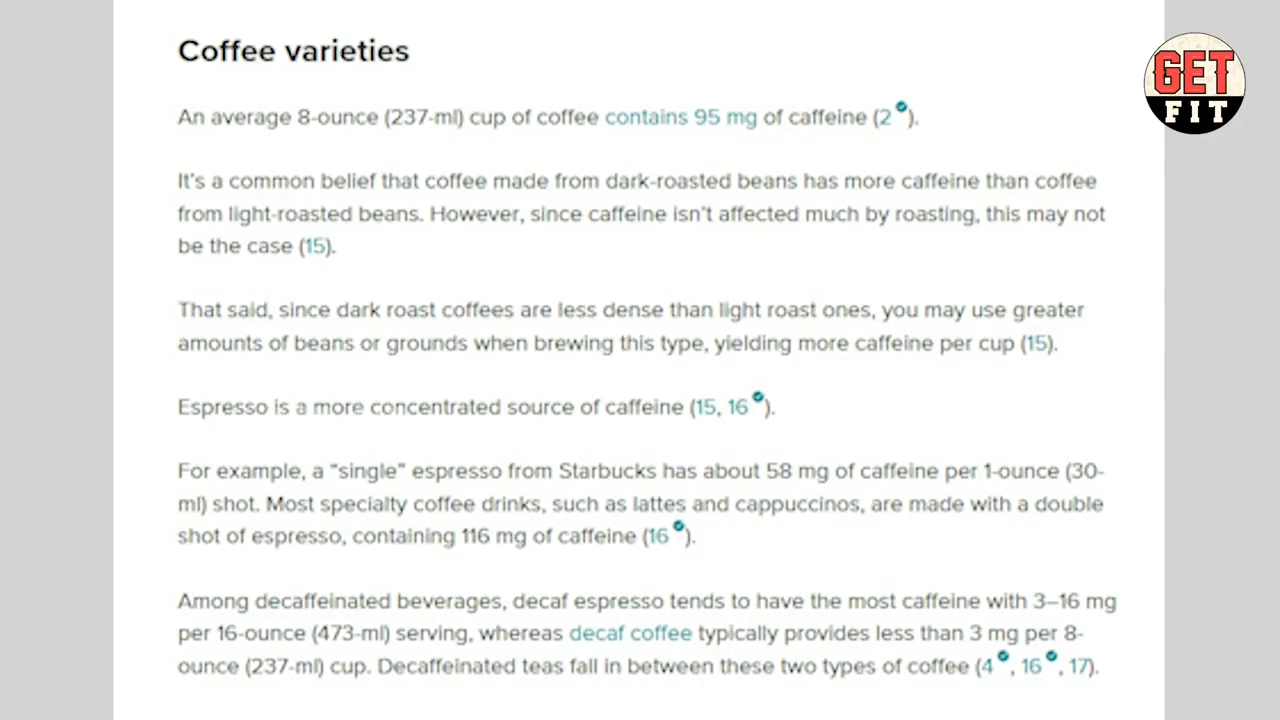 Coffee varieties
GET
FIT
An average 8-ounce (237-ml) cup of coffee contains 95 mg of caffeine (2).
It's a common belief that coffee made from dark-roasted beans has more caffeine than coffee
from light-roasted beans. However, since caffeine isn't affected much by roasting, this may not
be the case (15).
That said, since dark roast coffees are less dense than light roast ones, you may use greater
amounts of beans or grounds when brewing this type, yielding more caffeine per cup (15).
Espresso is a more concentrated source of caffeine (15, 16).
For example, a "single" espresso from Starbucks has about 58 mg of caffeine per 1-ounce (30-
ml) shot. Most specialty coffee drinks, such as lattes and cappuccinos, are made with a double
shot of espresso, containing 116 mg of caffeine (16).
Among decaffeinated beverages, decaf espresso tends to have the most caffeine with 3–16 mg
per 16-ounce (473-ml) serving, whereas decaf coffee typically provides less than 3 mg per 8-
ounce (237-ml) cup. Decaffeinated teas fall in between these two types of coffee (4, 16, 17).